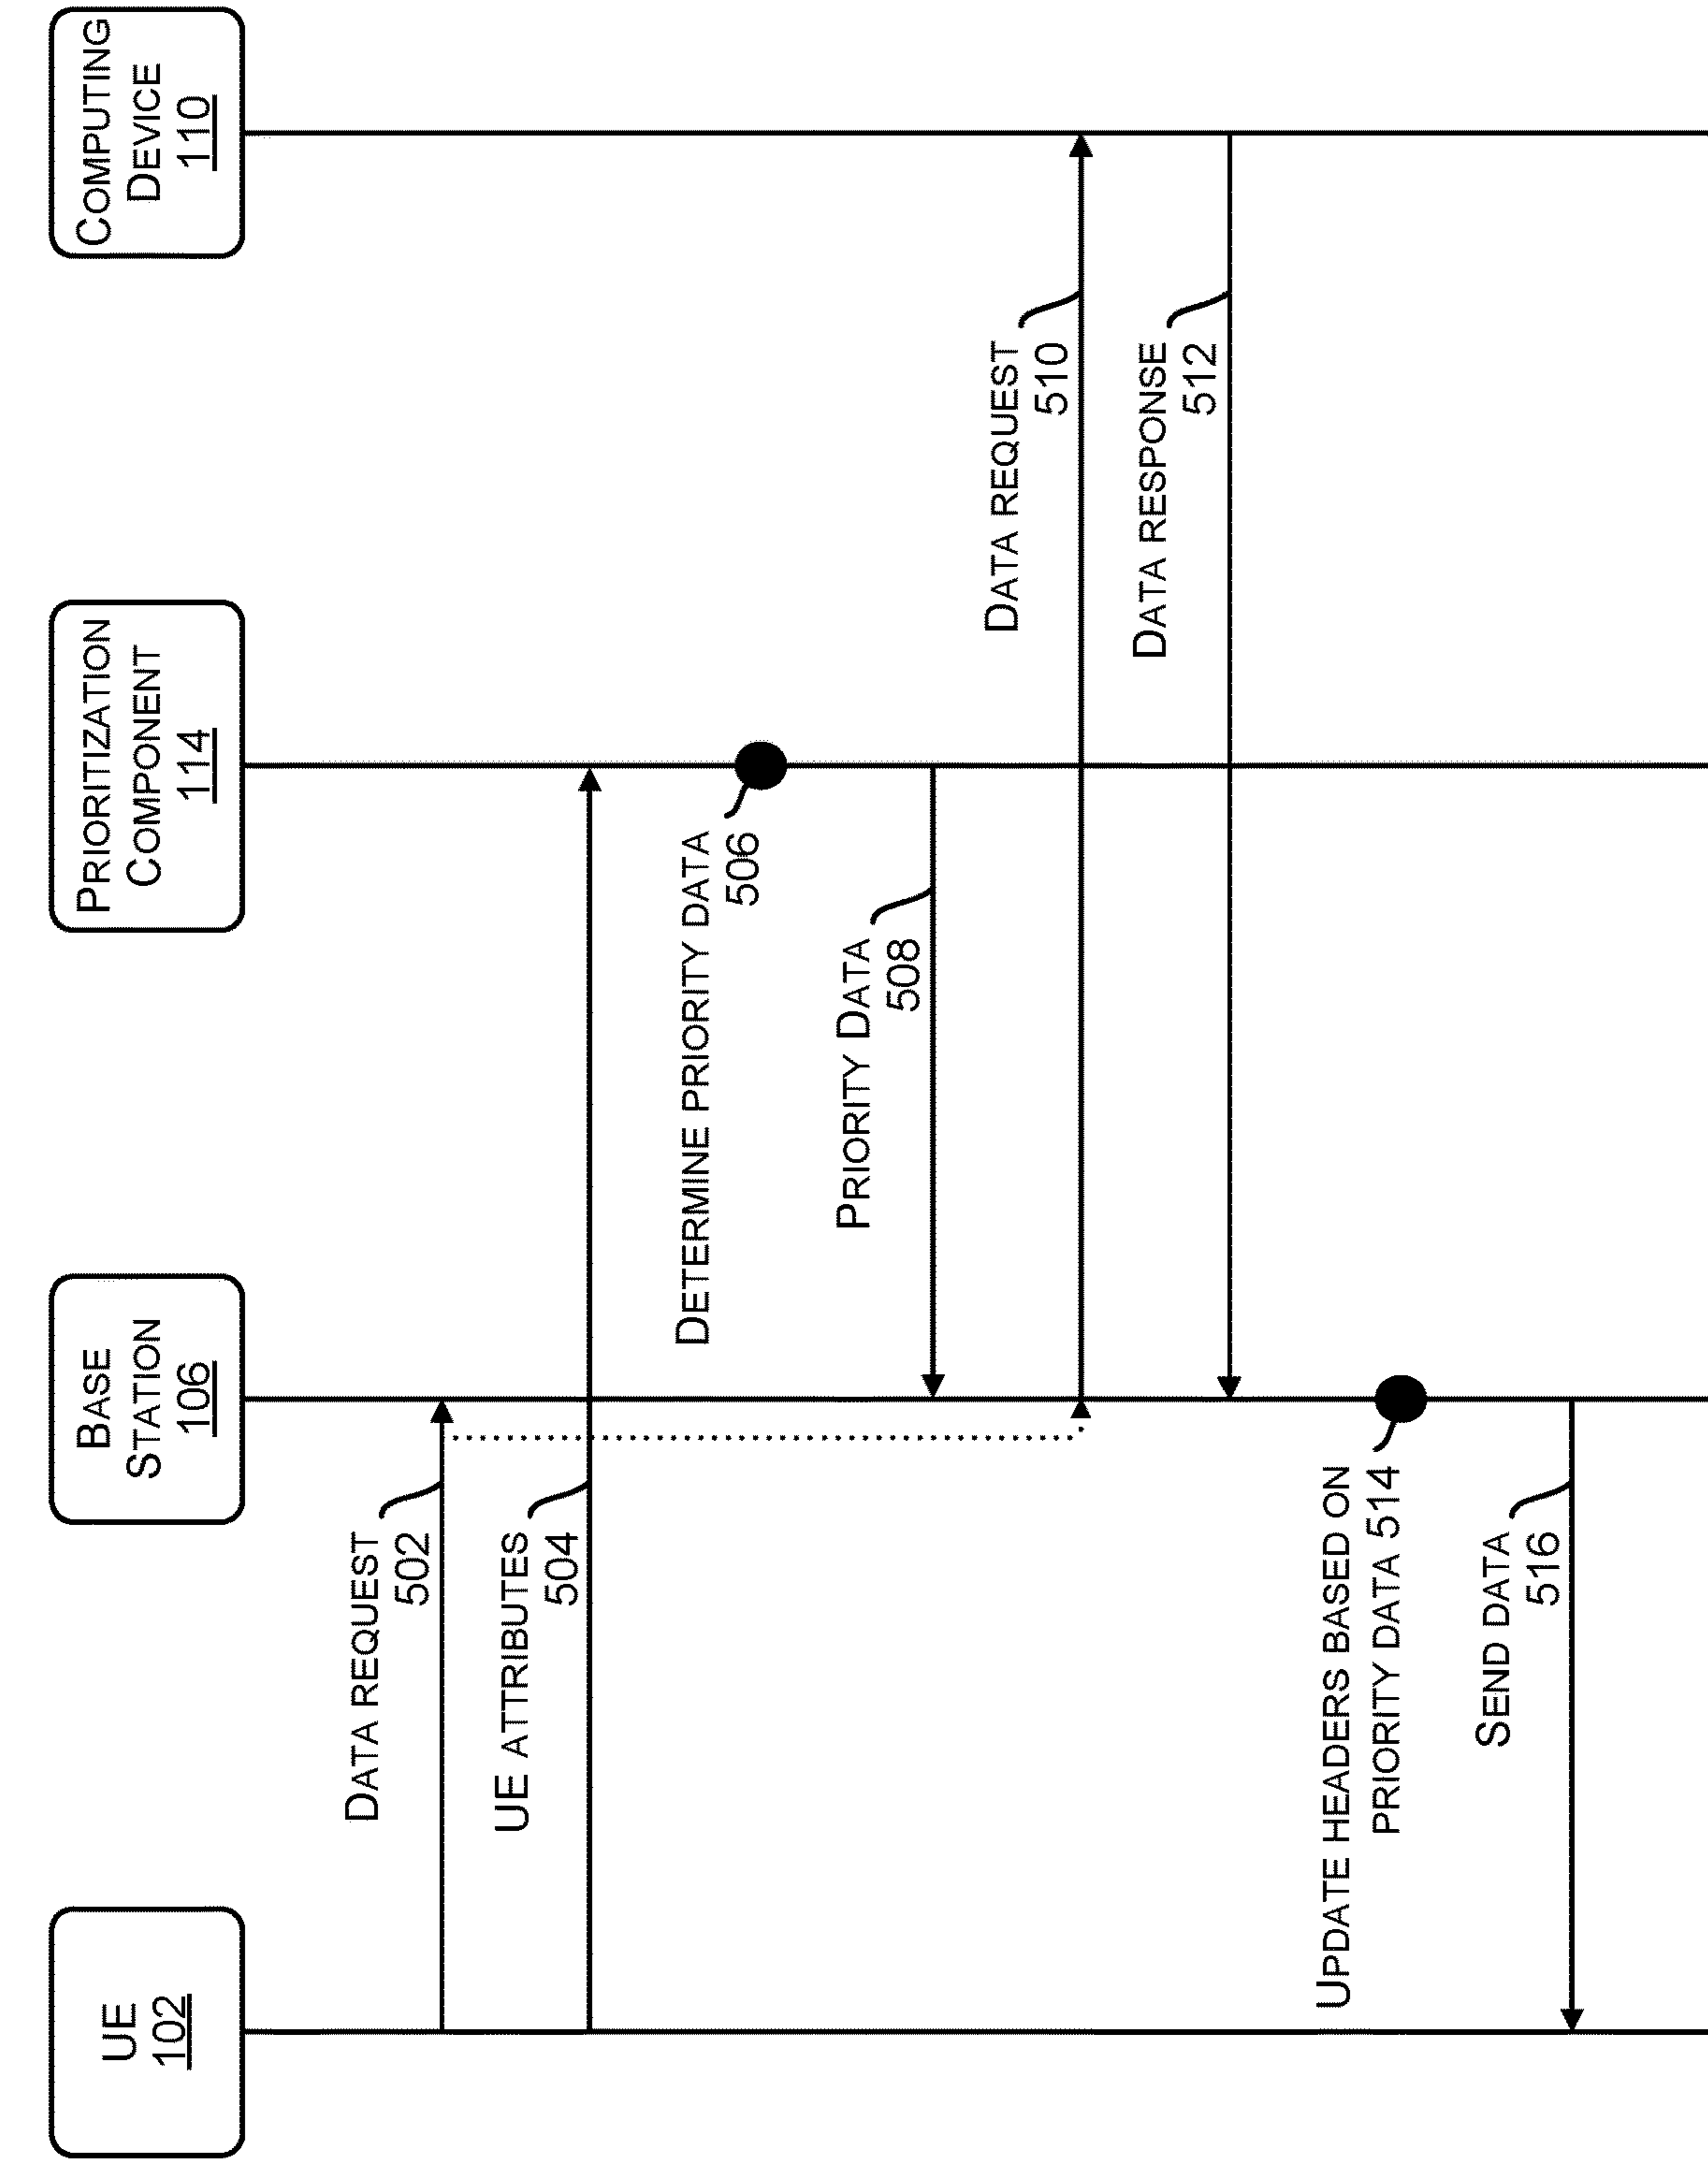 UE
102
BASE
STATION
106
PRIORITIZATION
COMPONENT
114
COMPUTING
DEVICE
110
DATA REQUEST
502
UE ATTRIBUTES
504
DETERMINE PRIORITY DATA
506
PRIORITY DATA
508
DATA REQUEST
510
DATA RESPONSE
512
UPDATE HEADERS BASED ON
PRIORITY DATA 514
SEND DATA
516